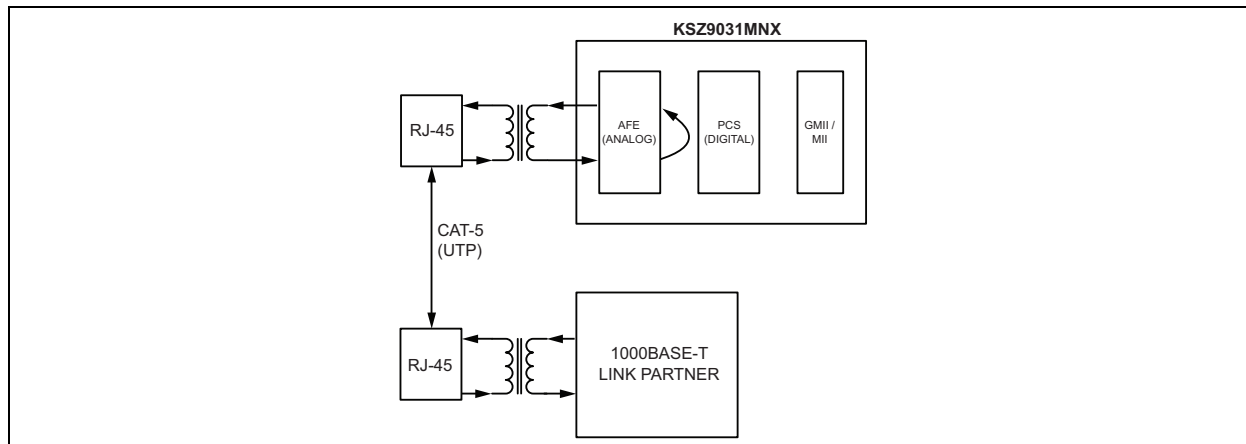 KSZ9031MNX
RJ-45
AFE
(ANALOG)
PCS
(DIGITAL)
GMII /
MII
CAT-5
(UTP)
RJ-45
1000BASE-T
LINK PARTNER